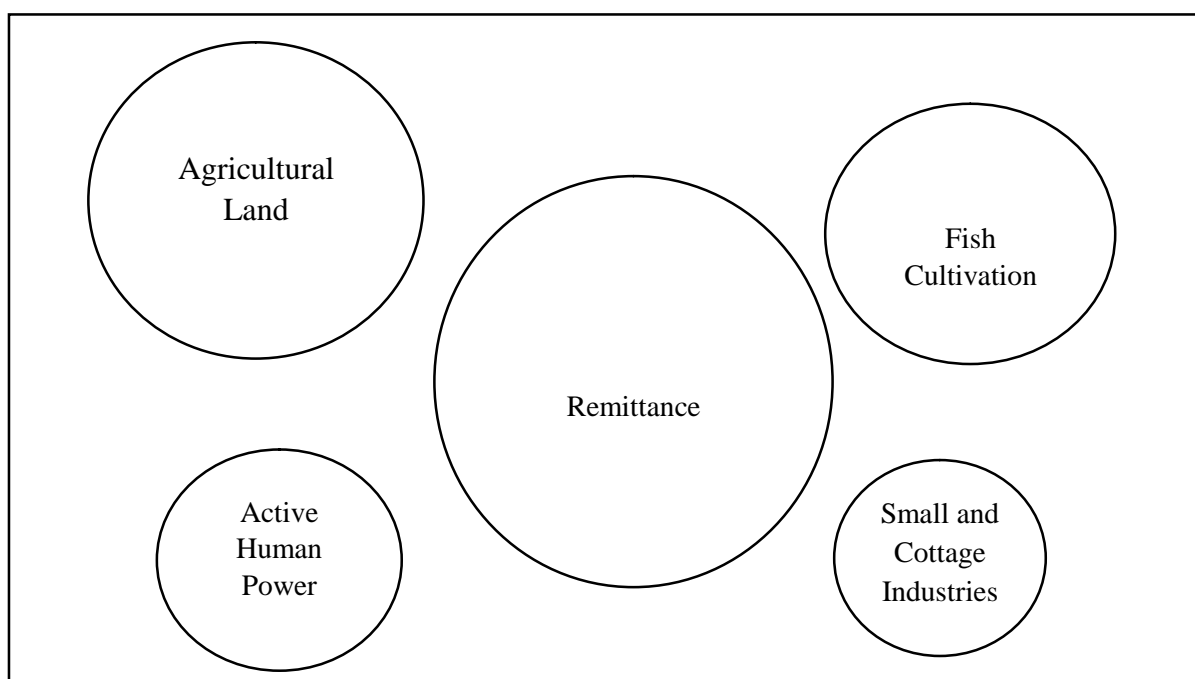 Agricultural
Land
Fish
Cultivation
Remittance
Active
Human
Power
Small and
Cottage
Industries